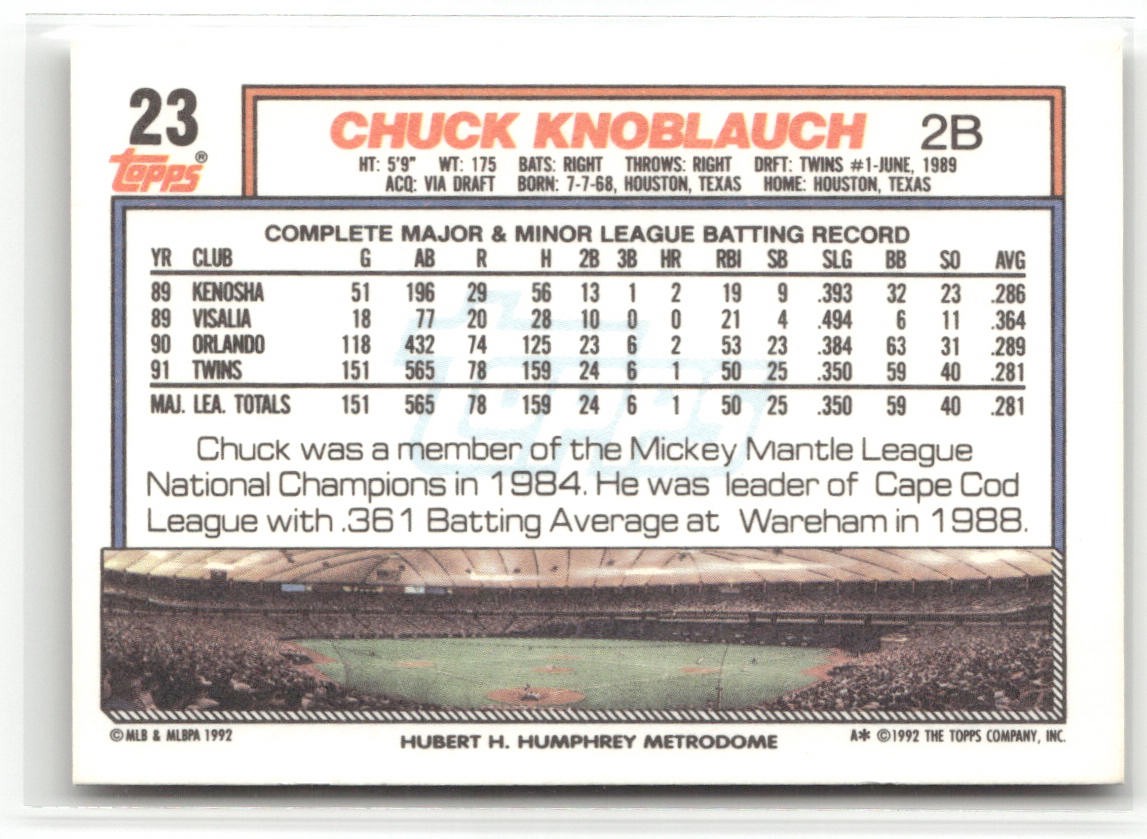 23
Topps®
CHUCK KNOBLAUCH 2B
HT: 5'9" WT: 175 BATS: RIGHT THROWS: RIGHT DRFT: TWINS #1-JUNE, 1989
ACQ: VIA DRAFT BORN: 7-7-68, HOUSTON, TEXAS HOME: HOUSTON, TEXAS
COMPLETE MAJOR & MINOR LEAGUE BATTING RECORD
YR CLUB G AB R H 2B 3B HR RBI SB SLG BB SO AVG
89 KENOSHA 51 196 29 56 13 1 2 19 9 .393 32 23 .286
89 VISALIA 18 77 20 28 10 0 0 21 4 .494 6 11 .364
90 ORLANDO 118 432 74 125 23 6 2 53 23 .384 63 31 .289
91 TWINS 151 565 78 159 24 6 1 50 25 .350 59 40 .281
MAJ. LEA. TOTALS 151 565 78 159 24 6 1 50 25 .350 59 40 .281
Topps
Chuck was a member of the Mickey Mantle League
National Champions in 1984. He was leader of Cape Cod
League with .361 Batting Average at Wareham in 1988.
©MLB & MLBPA 1992 HUBERT H. HUMPHREY METRODOME A* ©1992 THE TOPPS COMPANY, INC.